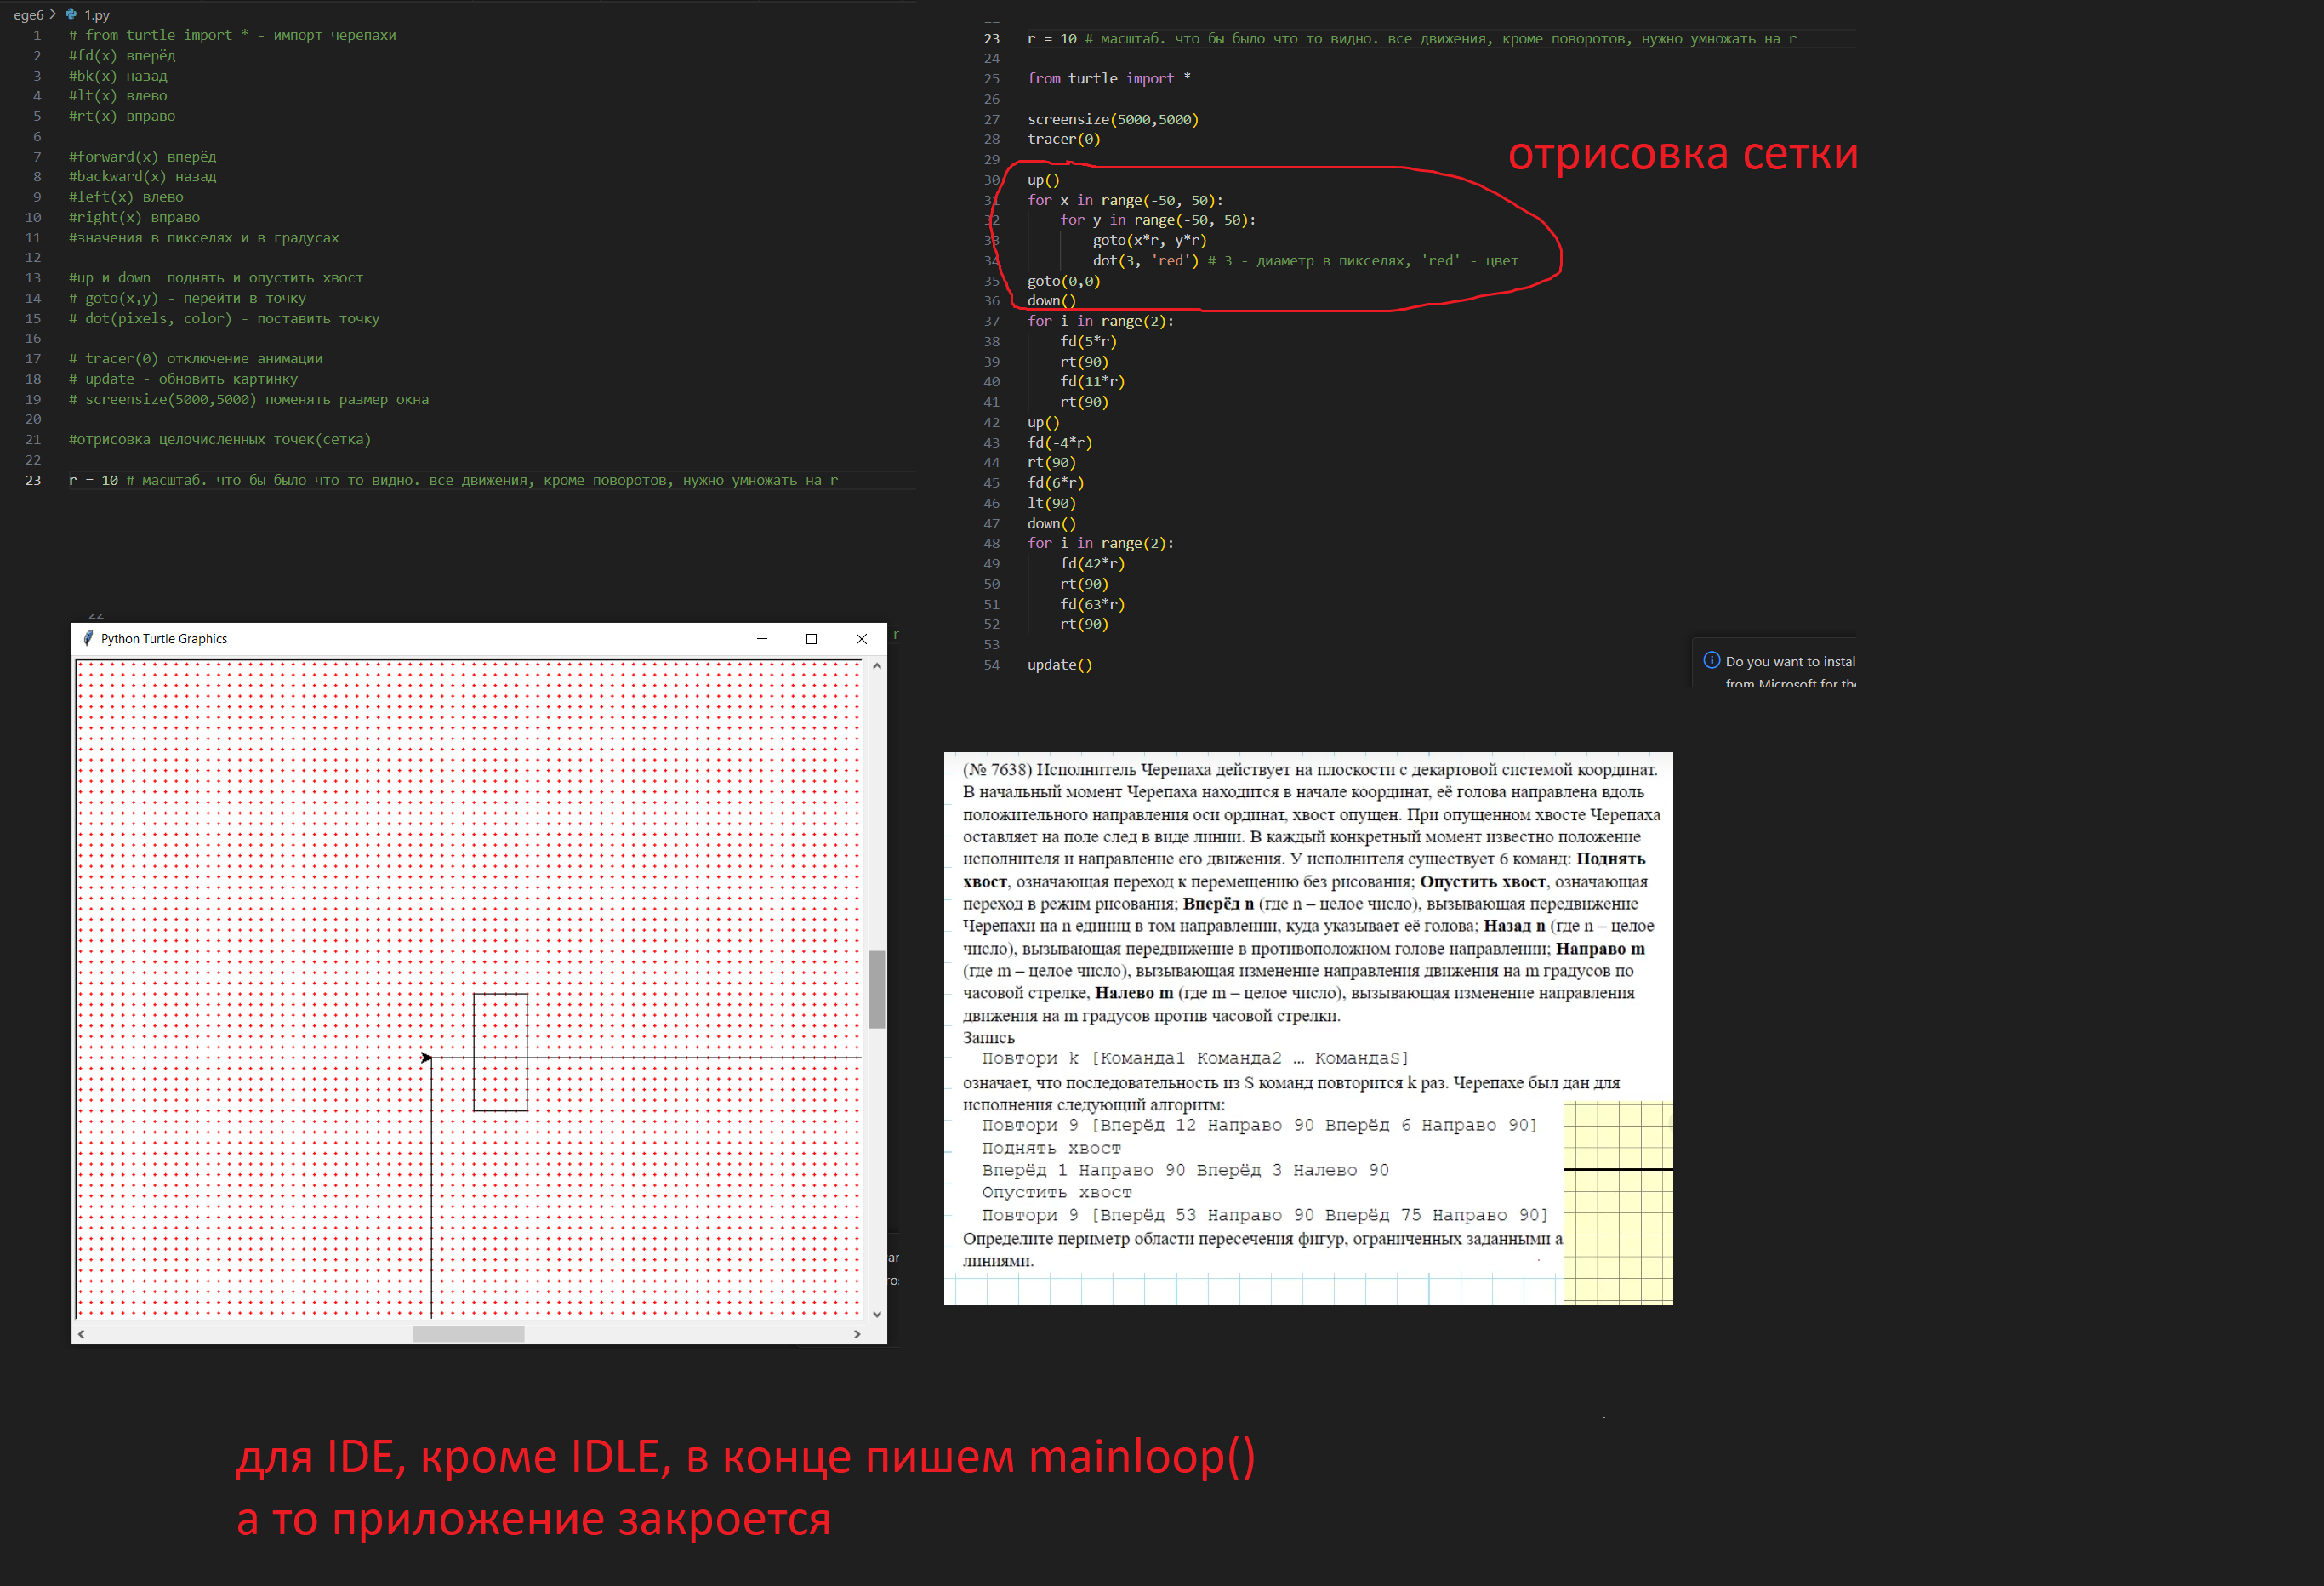 ege6 > 1.py
1 # from turtle import * - импорт черепахи
2 #fd(x) вперёд
3 #bk(x) назад
4 #lt(x) влево
5 #rt(x) вправо
6
7 #forward(x) вперёд
8 #backward(x) назад
9 #left(x) влево
10 #right(x) вправо
11 #значения в пикселях и в градусах
12
13 #up и down  поднять и опустить хвост
14 # goto(x,y) - перейти в точку
15 # dot(pixels, color) - поставить точку
16
17 # tracer(0) отключение анимации
18 # update - обновить картинку
19 # screensize(5000,5000) поменять размер окна
20
21 #отрисовка целочисленных точек(сетка)
22
23 r = 10 # масштаб. что бы было что то видно. все движения, кроме поворотов, нужно умножать на r
23 r = 10 # масштаб. что бы было что то видно. все движения, кроме поворотов, нужно умножать на r
24
25 from turtle import *
26
27 screensize(5000,5000)
28 tracer(0)
29
отрисовка сетки
30 up()
31 for x in range(-50, 50):
32     for y in range(-50, 50):
33         goto(x*r, y*r)
34         dot(3, 'red') # 3 - диаметр в пикселях, 'red' - цвет
35 goto(0,0)
36 down()
37 for i in range(2):
38     fd(5*r)
39     rt(90)
40     fd(11*r)
41     rt(90)
42 up()
43 fd(-4*r)
44 rt(90)
45 fd(6*r)
46 lt(90)
47 down()
48 for i in range(2):
49     fd(42*r)
50     rt(90)
51     fd(63*r)
52     rt(90)
53
54 update()
Do you want to instal
from Microsoft for the
Python Turtle Graphics
(№ 7638) Исполнитель Черепаха действует на плоскости с декартовой системой координат.
В начальный момент Черепаха находится в начале координат, её голова направлена вдоль
положительного направления оси ординат, хвост опущен. При опущенном хвосте Черепаха
оставляет на поле след в виде линии. В каждый конкретный момент известно положение
исполнителя и направление его движения. У исполнителя существует 6 команд: Поднять
хвост, означающая переход к перемещению без рисования; Опустить хвост, означающая
переход в режим рисования; Вперёд n (где n – целое число), вызывающая передвижение
Черепахи на n единиц в том направлении, куда указывает её голова; Назад n (где n – целое
число), вызывающая передвижение в противоположном голове направлении; Направо m
(где m – целое число), вызывающая изменение направления движения на m градусов по
часовой стрелке, Налево m (где m – целое число), вызывающая изменение направления
движения на m градусов против часовой стрелки.
Запись
Повтори k [Команда1 Команда2 … КомандаS]
означает, что последовательность из S команд повторится k раз. Черепахе был дан для
исполнения следующий алгоритм:
Повтори 9 [Вперёд 12 Направо 90 Вперёд 6 Направо 90]
Поднять хвост
Вперёд 1 Направо 90 Вперёд 3 Налево 90
Опустить хвост
Повтори 9 [Вперёд 53 Направо 90 Вперёд 75 Направо 90]
Определите периметр области пересечения фигур, ограниченных заданными а
линиями.
для IDE, кроме IDLE, в конце пишем mainloop()
а то приложение закроется